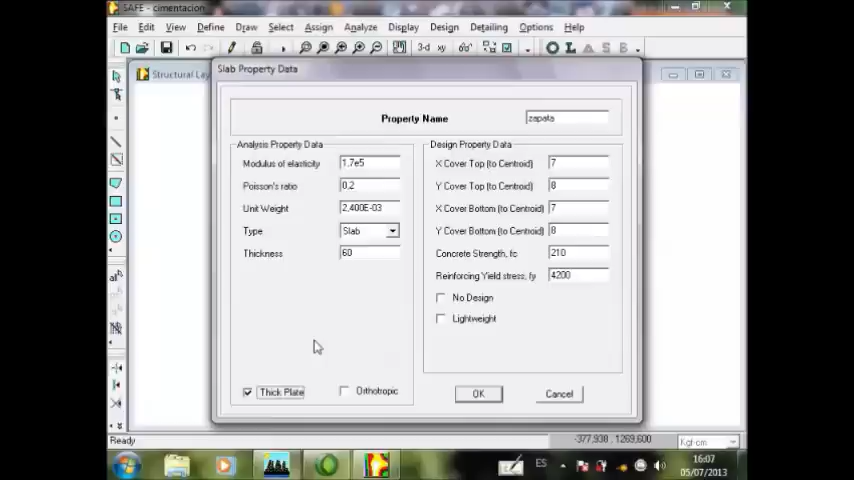 SAFE - cimentacion
File Edit View Define Draw Select Assign Analyze Display Design Detailing Options Help
3-d xy
Structural Lay
Slab Property Data
Property Name zapata
Analysis Property Data
Modulus of elasticity 1.7e5
Poisson's ratio 0.2
Unit Weight 2,400E-03
Type Slab
Thickness 60
Thick Plate Orthotropic
Design Property Data
X Cover Top (to Centroid) 7
Y Cover Top (to Centroid) 8
X Cover Bottom (to Centroid) 7
Y Cover Bottom (to Centroid) 8
Concrete Strength, fc 210
Reinforcing Yield stress, fy 4200
No Design
Lightweight
OK Cancel
all
Ready -377,938, 1269,600 Kgf-cm
ES 16:07
05/07/2013